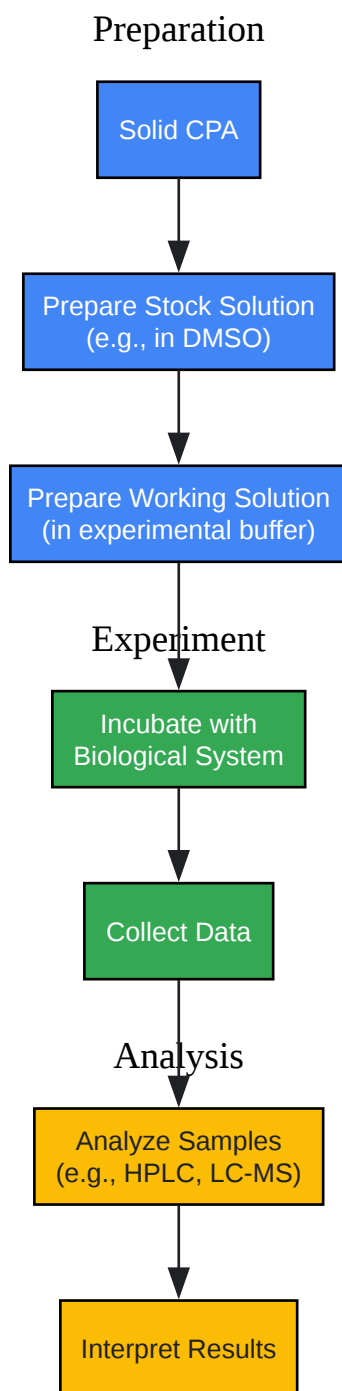 Preparation
Solid CPA
Prepare Stock Solution
(e.g., in DMSO)
Prepare Working Solution
(in experimental buffer)
Experiment
Incubate with
Biological System
Collect Data
Analysis
Analyze Samples
(e.g., HPLC, LC-MS)
Interpret Results